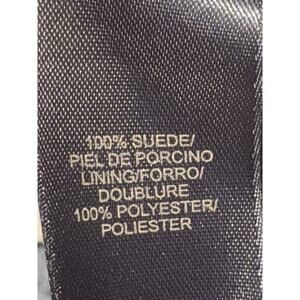 100% SUEDE/
PIEL DE PORCINO
LINING/FORRO/
DOUBLURE
100% POLYESTER/
POLIESTER